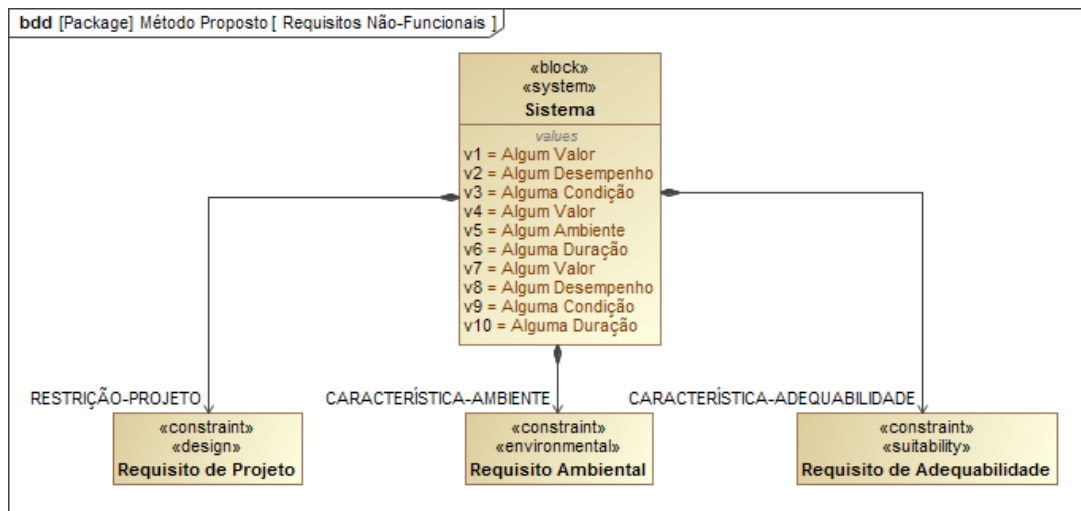 bdd [Package] Método Proposto [ Requisitos Não-Funcionais ]
«block»
«system»
Sistema
values
v1 = Algum Valor
v2 = Algum Desempenho
v3 = Alguma Condição
v4 = Algum Valor
v5 = Algum Ambiente
v6 = Alguma Duração
v7 = Algum Valor
v8 = Algum Desempenho
v9 = Alguma Condição
v10 = Alguma Duração
RESTRIÇÃO-PROJETO
CARACTERÍSTICA-AMBIENTE
CARACTERÍSTICA-ADEQUABILIDADE
«constraint»
«design»
Requisito de Projeto
«constraint»
«environmental»
Requisito Ambiental
«constraint»
«suitability»
Requisito de Adequabilidade